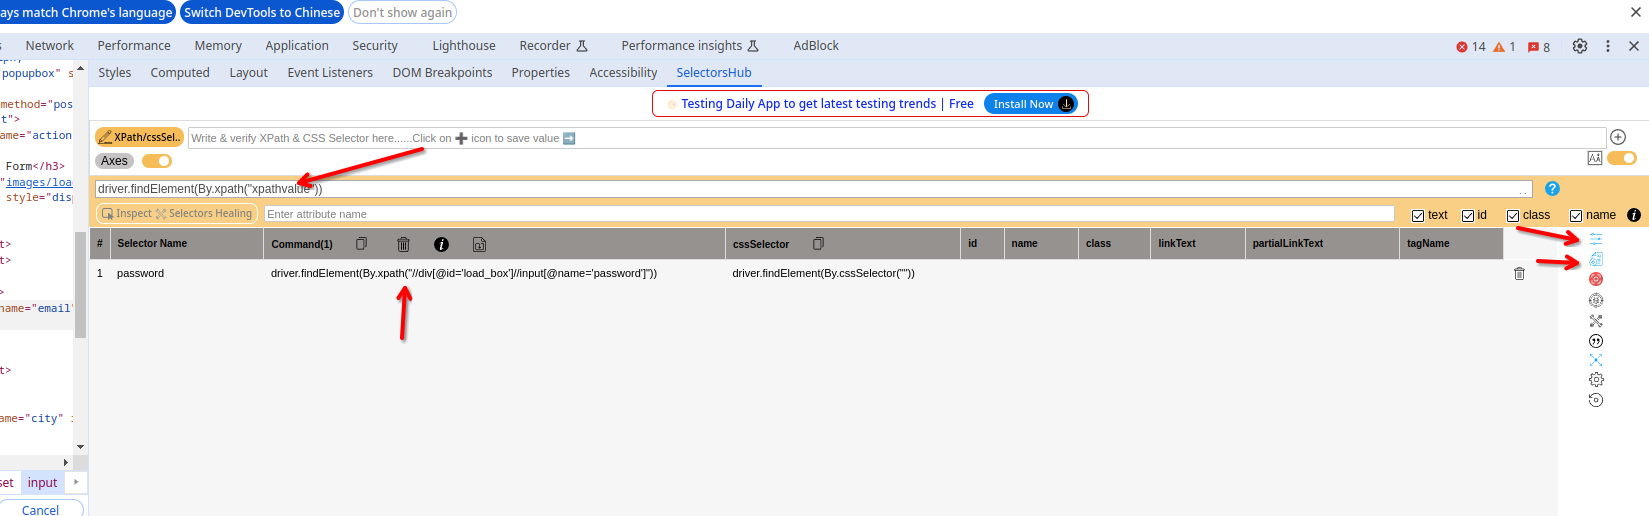 ays match Chrome's language Switch DevTools to Chinese Don't show again
Network Performance Memory Application Security Lighthouse Recorder Performance insights AdBlock 14 1 8
Styles Computed Layout Event Listeners DOM Breakpoints Properties Accessibility SelectorsHub
"popupbox" s
Testing Daily App to get latest testing trends | Free Install Now
method="pos
t">
ame="action
XPath/cssSel.. Write & verify XPath & CSS Selector here......Click on ➕ icon to save value ➡️
Axes
Form</h3>
"images/loa
style="disp
driver.findElement(By.xpath("xpathvalue"))
Inspect Selectors Healing Enter attribute name text id class name
# Selector Name Command(1) cssSelector id name class linkText partialLinkText tagName
t>
t>
1 password driver.findElement(By.xpath("//div[@id='load_box']//input[@name='password']")) driver.findElement(By.cssSelector(""))
>
name="email"
t>
ame="city"
set input
Cancel